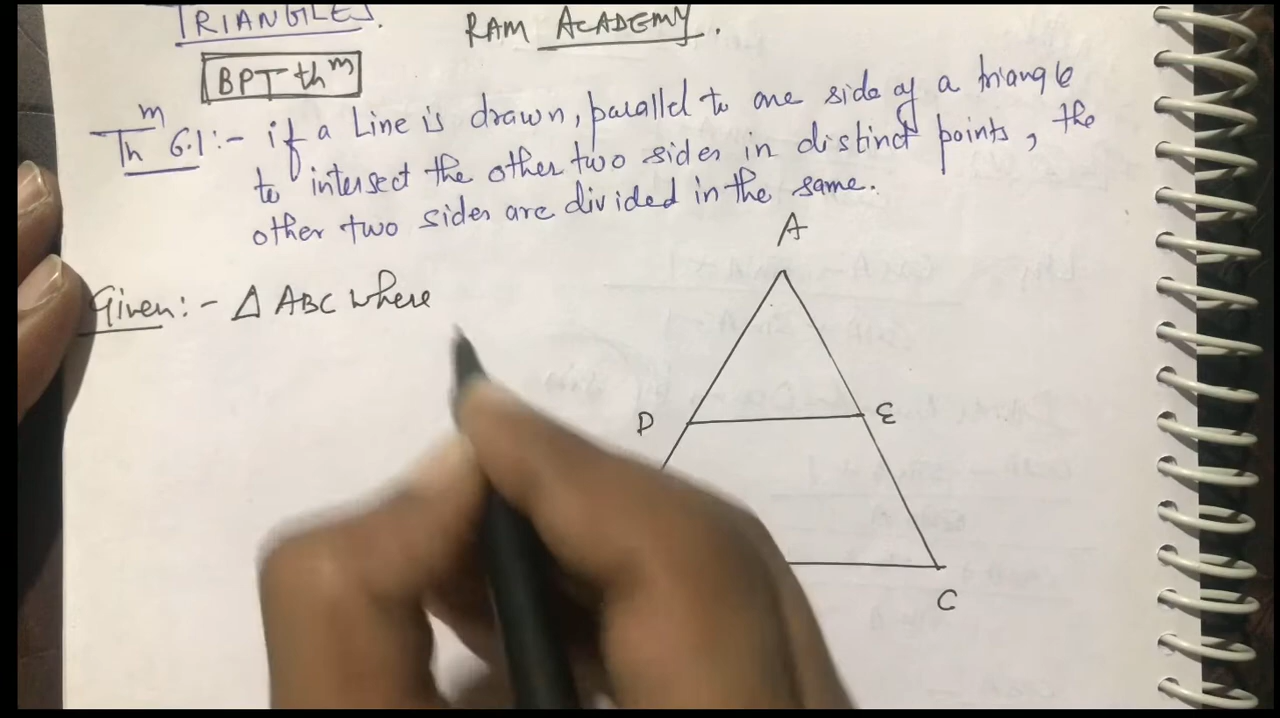 TRIANGLES.
RAM ACADEMY.
BPT thm
Thm 6.1:- if a Line is drawn, parallel to one side of a triangle
to intersect the other two sides in distinct points, the
other two sides are divided in the same.
A
Given:- Δ ABC where
D E
C